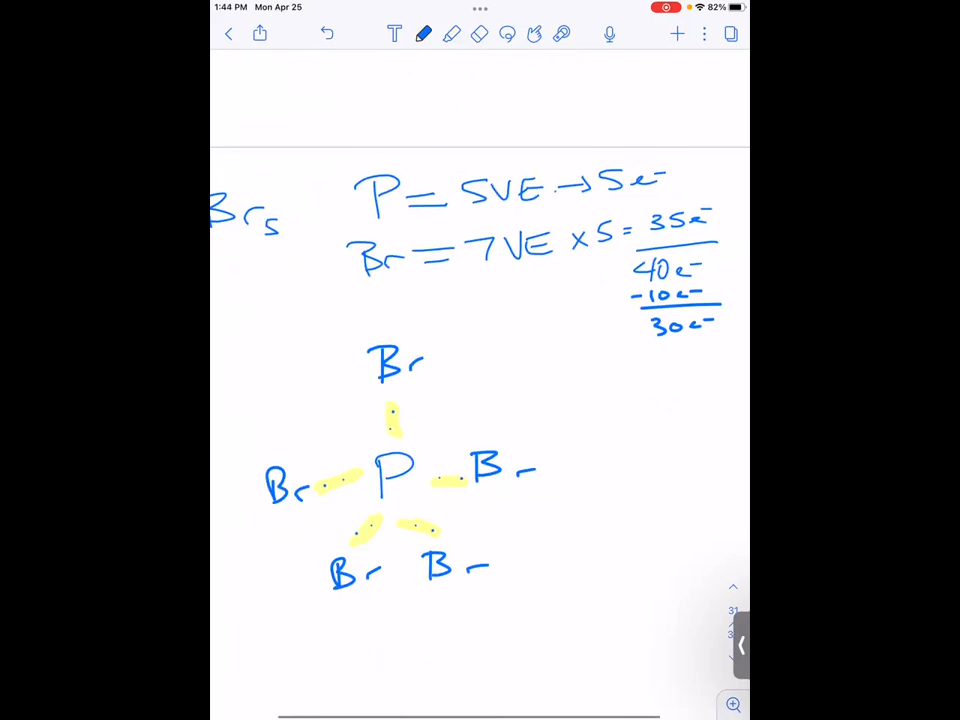 1:44 PM Mon Apr 25
82%
T
P = 5VE → 5e⁻
Br₅
Br = 7VE × 5 = 35e⁻
40e⁻
-10e⁻
30e⁻
Br
Br P Br
Br Br
31